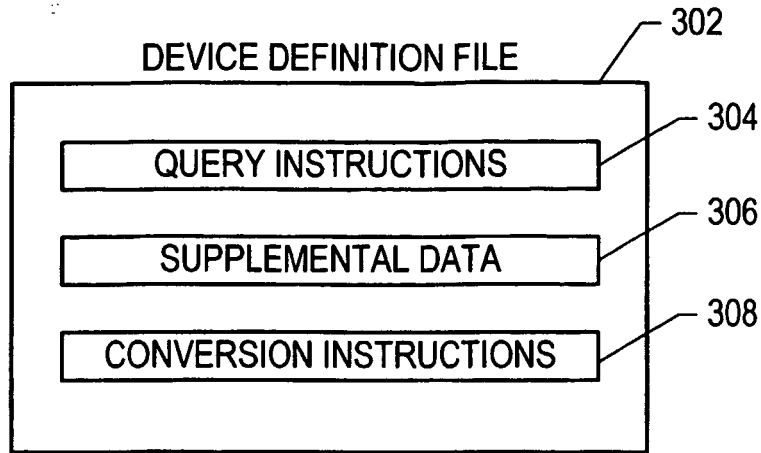 302
DEVICE DEFINITION FILE
304
QUERY INSTRUCTIONS
306
SUPPLEMENTAL DATA
308
CONVERSION INSTRUCTIONS